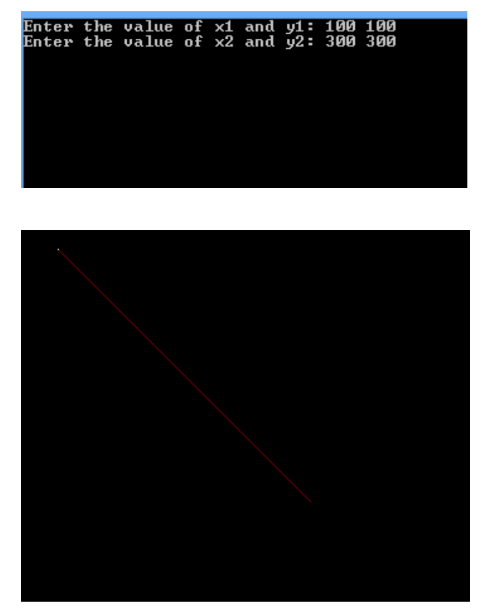 Enter the value of x1 and y1: 100 100
Enter the value of x2 and y2: 300 300